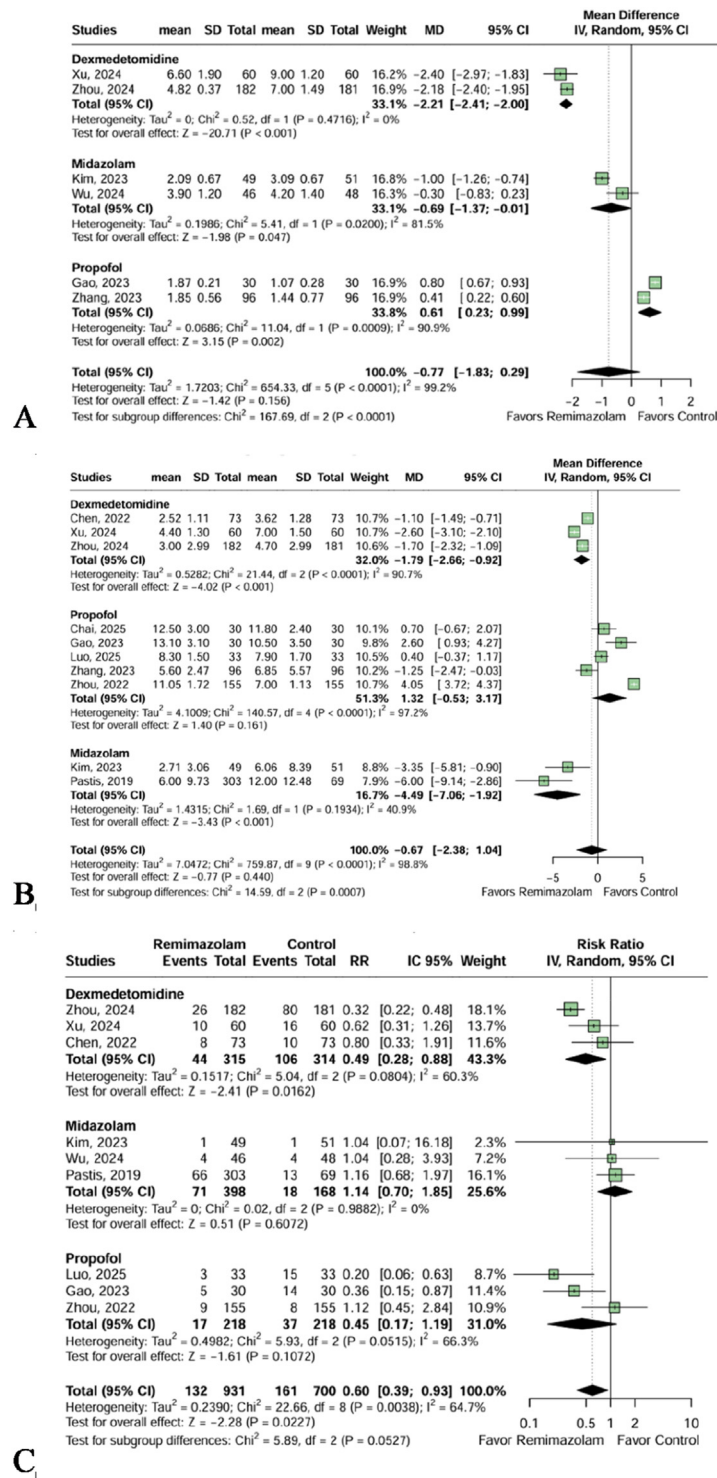 Mean Difference
Studies mean SD Total mean SD Total Weight MD 95% CI IV, Random, 95% CI
Dexmedetomidine
Xu, 2024 6.60 1.90 60 9.00 1.20 60 16.2% −2.40 [−2.97; −1.83]
Zhou, 2024 4.82 0.37 182 7.00 1.49 181 16.9% −2.18 [−2.40; −1.95]
Total (95% CI) 33.1% −2.21 [−2.41; −2.00]
Heterogeneity: Tau² = 0; Chi² = 0.52, df = 1 (P = 0.4716); I² = 0%
Test for overall effect: Z = −20.71 (P < 0.001)
Midazolam
Kim, 2023 2.09 0.67 49 3.09 0.67 51 16.8% −1.00 [−1.26; −0.74]
Wu, 2024 3.90 1.20 46 4.20 1.40 48 16.3% −0.30 [−0.83; 0.23]
Total (95% CI) 33.1% −0.69 [−1.37; −0.01]
Heterogeneity: Tau² = 0.1986; Chi² = 5.41, df = 1 (P = 0.0200); I² = 81.5%
Test for overall effect: Z = −1.98 (P = 0.047)
Propofol
Gao, 2023 1.87 0.21 30 1.07 0.28 30 16.9% 0.80 [0.67; 0.93]
Zhang, 2023 1.85 0.56 96 1.44 0.77 96 16.9% 0.41 [0.22; 0.60]
Total (95% CI) 33.8% 0.61 [0.23; 0.99]
Heterogeneity: Tau² = 0.0686; Chi² = 11.04, df = 1 (P = 0.0009); I² = 90.9%
Test for overall effect: Z = 3.15 (P = 0.002)
Total (95% CI) 100.0% −0.77 [−1.83; 0.29]
Heterogeneity: Tau² = 1.7203; Chi² = 654.33, df = 5 (P < 0.0001); I² = 99.2%
Test for overall effect: Z = −1.42 (P = 0.156)
Test for subgroup differences: Chi² = 167.69, df = 2 (P < 0.0001)
−2 −1 0 1 2
Favors Remimazolam Favors Control
A
Mean Difference
Studies mean SD Total mean SD Total Weight MD 95% CI IV, Random, 95% CI
Dexmedetomidine
Chen, 2022 2.52 1.11 73 3.62 1.28 73 10.7% −1.10 [−1.49; −0.71]
Xu, 2024 4.40 1.30 60 7.00 1.50 60 10.7% −2.60 [−3.10; −2.10]
Zhou, 2024 3.00 2.99 182 4.70 2.99 181 10.6% −1.70 [−2.32; −1.09]
Total (95% CI) 32.0% −1.79 [−2.66; −0.92]
Heterogeneity: Tau² = 0.5282; Chi² = 21.44, df = 2 (P < 0.0001); I² = 90.7%
Test for overall effect: Z = −4.02 (P < 0.001)
Propofol
Chai, 2025 12.50 3.00 30 11.80 2.40 30 10.1% 0.70 [−0.67; 2.07]
Gao, 2023 13.10 3.10 30 10.50 3.50 30 9.8% 2.60 [0.93; 4.27]
Luo, 2025 8.30 1.50 33 7.90 1.70 33 10.5% 0.40 [−0.37; 1.17]
Zhang, 2023 5.60 2.47 96 6.85 5.57 96 10.2% −1.25 [−2.47; −0.03]
Zhou, 2022 11.05 1.72 155 7.00 1.13 155 10.7% 4.05 [3.72; 4.37]
Total (95% CI) 51.3% 1.32 [−0.53; 3.17]
Heterogeneity: Tau² = 4.1009; Chi² = 140.57, df = 4 (P < 0.0001); I² = 97.2%
Test for overall effect: Z = 1.40 (P = 0.161)
Midazolam
Kim, 2023 2.71 3.06 49 6.06 8.39 51 8.8% −3.35 [−5.81; −0.90]
Pastis, 2019 6.00 9.73 303 12.00 12.48 69 7.9% −6.00 [−9.14; −2.86]
Total (95% CI) 16.7% −4.49 [−7.06; −1.92]
Heterogeneity: Tau² = 1.4315; Chi² = 1.69, df = 1 (P = 0.1934); I² = 40.9%
Test for overall effect: Z = −3.43 (P < 0.001)
Total (95% CI) 100.0% −0.67 [−2.38; 1.04]
Heterogeneity: Tau² = 7.0472; Chi² = 759.87, df = 9 (P < 0.0001); I² = 98.8%
Test for overall effect: Z = −0.77 (P = 0.440)
Test for subgroup differences: Chi² = 14.59, df = 2 (P = 0.0007)
−5 0 5
Favors Remimazolam Favors Control
B
Remimazolam Control Risk Ratio
Studies Events Total Events Total RR IC 95% Weight IV, Random, 95% CI
Dexmedetomidine
Zhou, 2024 26 182 80 181 0.32 [0.22; 0.48] 18.1%
Xu, 2024 10 60 16 60 0.62 [0.31; 1.26] 13.7%
Chen, 2022 8 73 10 73 0.80 [0.33; 1.91] 11.6%
Total (95% CI) 44 315 106 314 0.49 [0.28; 0.88] 43.3%
Heterogeneity: Tau² = 0.1517; Chi² = 5.04, df = 2 (P = 0.0804); I² = 60.3%
Test for overall effect: Z = −2.41 (P = 0.0162)
Midazolam
Kim, 2023 1 49 1 51 1.04 [0.07; 16.18] 2.3%
Wu, 2024 4 46 4 48 1.04 [0.28; 3.93] 7.2%
Pastis, 2019 66 303 13 69 1.16 [0.68; 1.97] 16.1%
Total (95% CI) 71 398 18 168 1.14 [0.70; 1.85] 25.6%
Heterogeneity: Tau² = 0; Chi² = 0.02, df = 2 (P = 0.9882); I² = 0%
Test for overall effect: Z = 0.51 (P = 0.6072)
Propofol
Luo, 2025 3 33 15 33 0.20 [0.06; 0.63] 8.7%
Gao, 2023 5 30 14 30 0.36 [0.15; 0.87] 11.4%
Zhou, 2022 9 155 8 155 1.12 [0.45; 2.84] 10.9%
Total (95% CI) 17 218 37 218 0.45 [0.17; 1.19] 31.0%
Heterogeneity: Tau² = 0.4982; Chi² = 5.93, df = 2 (P = 0.0515); I² = 66.3%
Test for overall effect: Z = −1.61 (P = 0.1072)
Total (95% CI) 132 931 161 700 0.60 [0.39; 0.93] 100.0%
Heterogeneity: Tau² = 0.2390; Chi² = 22.66, df = 8 (P = 0.0038); I² = 64.7%
Test for overall effect: Z = −2.28 (P = 0.0227)
Test for subgroup differences: Chi² = 5.89, df = 2 (P = 0.0527)
0.1 0.5 1 2 10
Favor Remimazolam Favor Control
C